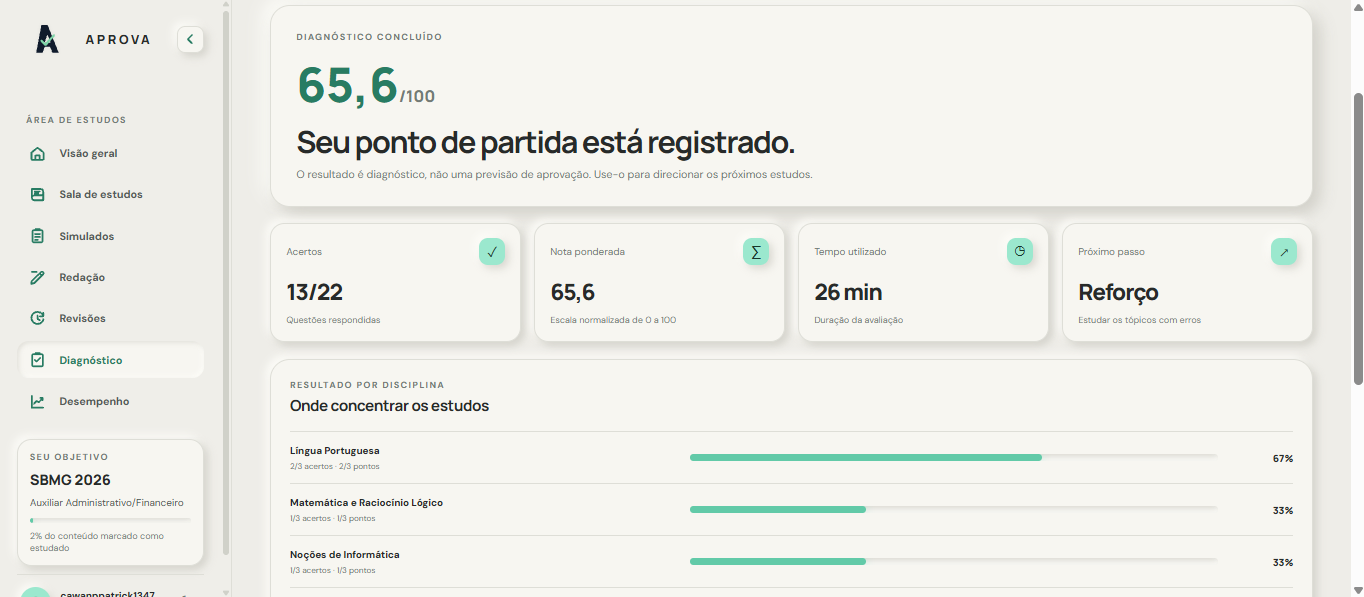 APROVA
ÁREA DE ESTUDOS
Visão geral
Sala de estudos
Simulados
Redação
Revisões
Diagnóstico
Desempenho
SEU OBJETIVO
SBMG 2026
Auxiliar Administrativo/Financeiro
2% do conteúdo marcado como
estudado
cawannpatrick1347
DIAGNÓSTICO CONCLUÍDO
65,6/100
Seu ponto de partida está registrado.
O resultado é diagnóstico, não uma previsão de aprovação. Use-o para direcionar os próximos estudos.
Acertos
✓
13/22
Questões respondidas
Nota ponderada
∑
65,6
Escala normalizada de 0 a 100
Tempo utilizado
◷
26 min
Duração da avaliação
Próximo passo
↗
Reforço
Estudar os tópicos com erros
RESULTADO POR DISCIPLINA
Onde concentrar os estudos
Língua Portuguesa
2/3 acertos · 2/3 pontos
67%
Matemática e Raciocínio Lógico
1/3 acertos · 1/3 pontos
33%
Noções de Informática
1/3 acertos · 1/3 pontos
33%